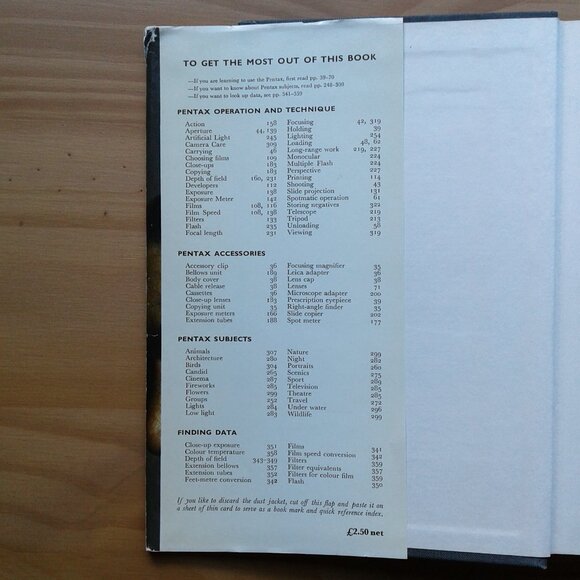 TO GET THE MOST OUT OF THIS BOOK
—If you are learning to use the Pentax, first read pp. 39–70
—If you want to know about Pentax subjects, read pp. 246–300
—If you want to look up data, see pp. 341–359
PENTAX OPERATION AND TECHNIQUE
Action 158
Aperture 44, 139
Artificial Light 245
Camera Care 309
Carrying 46
Choosing films 109
Close-ups 183
Copying 183
Depth of field 160, 231
Developers 112
Exposure 138
Exposure Meter 142
Films 108, 116
Film Speed 108, 138
Filters 133
Flash 235
Focal length 231
Focusing 42, 319
Holding 39
Lighting 254
Loading 48, 62
Long-range work 219, 227
Monocular 224
Multiple Flash 224
Perspective 227
Printing 114
Shooting 43
Slide projection 131
Spotmatic operation 61
Storing negatives 322
Telescope 219
Tripod 213
Unloading 58
Viewing 319
PENTAX ACCESSORIES
Accessory clip 36
Bellows unit 189
Body cover 38
Cable release 38
Cassettes 36
Close-up lenses 183
Copying unit 35
Exposure meters 166
Extension tubes 188
Focusing magnifier 35
Leica adapter 36
Lens cap 38
Lenses 71
Microscope adapter 200
Prescription eyepiece 39
Right-angle finder 35
Slide copier 202
Spot meter 177
PENTAX SUBJECTS
Animals 307
Architecture 280
Birds 304
Candid 265
Cinema 287
Fireworks 285
Flowers 299
Groups 252
Lights 284
Low light 283
Nature 299
Night 282
Portraits 260
Scenics 275
Sport 289
Television 285
Theatre 285
Travel 272
Under water 296
Wildlife 299
FINDING DATA
Close-up exposure 351
Colour temperature 358
Depth of field 343–349
Extension bellows 357
Extension tubes 352
Feet-metre conversion 342
Films 341
Film speed conversion 342
Filters 359
Filter equivalents 357
Filters for colour film 359
Flash 350
If you like to discard the dust jacket, cut off this flap and paste it on
a sheet of thin card to serve as a book mark and quick reference index.
£2.50 net